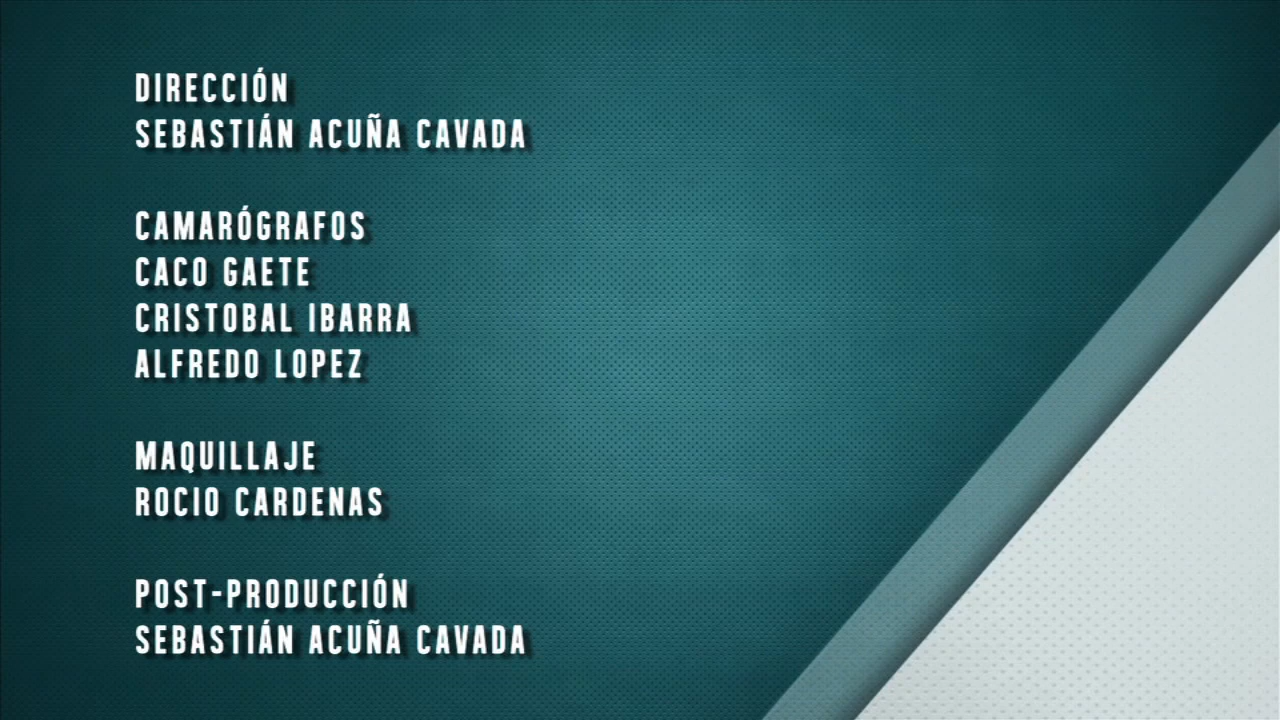 DIRECCIÓN
SEBASTIÁN ACUÑA CAVADA
CAMARÓGRAFOS
CACO GAETE
CRISTOBAL IBARRA
ALFREDO LOPEZ
MAQUILLAJE
ROCIO CARDENAS
POST-PRODUCCIÓN
SEBASTIÁN ACUÑA CAVADA